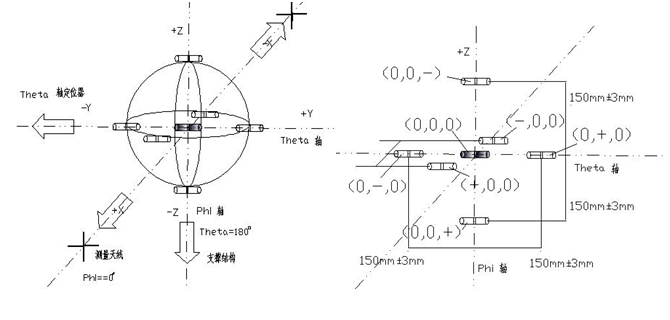 +Z
-X
Theta 轴定位器
-Y
+Y
Theta 轴
+X
-Z
Phi 轴
Theta=180°
测量天线
支撑结构
Phi==0°
+Z
(0,0,-)
150mm±3mm
(-,0,0)
(0,0,0)
(0,+,0)
Theta 轴
(0,-,0)
(+,0,0)
(0,0,+)
150mm±3mm
150mm±3mm
150mm±3mm
Phi 轴